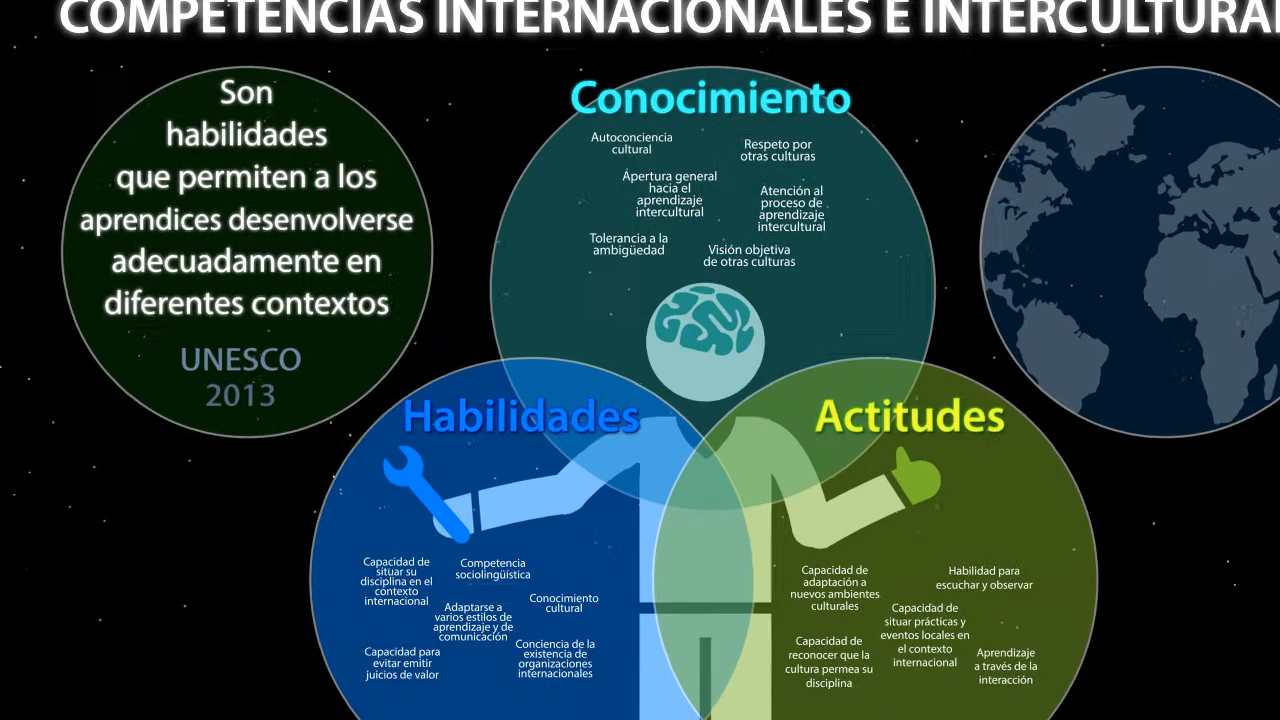 COMPETENCIAS INTERNACIONALES E INTERCULTURAL
Son
habilidades
que permiten a los
aprendices desenvolverse
adecuadamente en
diferentes contextos
UNESCO
2013
Conocimiento
Autoconciencia
cultural
Respeto por
otras culturas
Apertura general
hacia el
aprendizaje
intercultural
Atención al
proceso de
aprendizaje
intercultural
Tolerancia a la
ambigüedad
Visión objetiva
de otras culturas
Habilidades
Capacidad de
situar su
disciplina en el
contexto
internacional
Competencia
sociolingüística
Conocimiento
cultural
Adaptarse a
varios estilos de
aprendizaje y de
comunicación
Capacidad para
evitar emitir
juicios de valor
Conciencia de la
existencia de
organizaciones
internacionales
Actitudes
Capacidad de
adaptación a
nuevos ambientes
culturales
Habilidad para
escuchar y observar
Capacidad de
situar prácticas y
eventos locales en
el contexto
internacional
Capacidad de
reconocer que la
cultura permea su
disciplina
Aprendizaje
a través de la
interacción